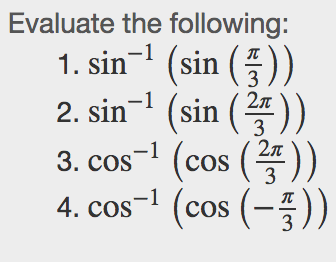 Evaluate the following:
1. sin⁻¹ (sin (π/3))
2. sin⁻¹ (sin (2π/3))
3. cos⁻¹ (cos (2π/3))
4. cos⁻¹ (cos (−π/3))